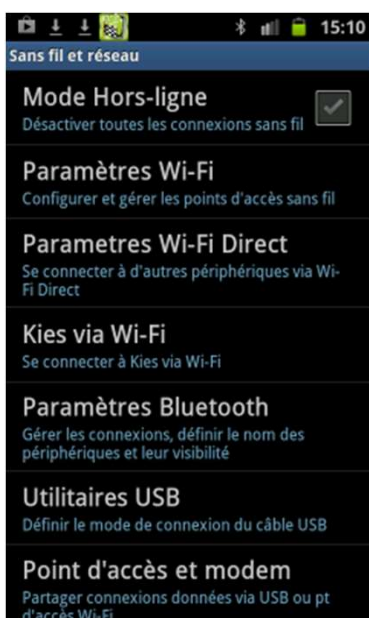 15:10
Sans fil et réseau
Mode Hors-ligne
Désactiver toutes les connexions sans fil
Paramètres Wi-Fi
Configurer et gérer les points d'accès sans fil
Parametres Wi-Fi Direct
Se connecter à d'autres périphériques via Wi-
Fi Direct
Kies via Wi-Fi
Se connecter à Kies via Wi-Fi
Paramètres Bluetooth
Gérer les connexions, définir le nom des
périphériques et leur visibilité
Utilitaires USB
Définir le mode de connexion du câble USB
Point d'accès et modem
Partager connexions données via USB ou pt
d'accès Wi-Fi